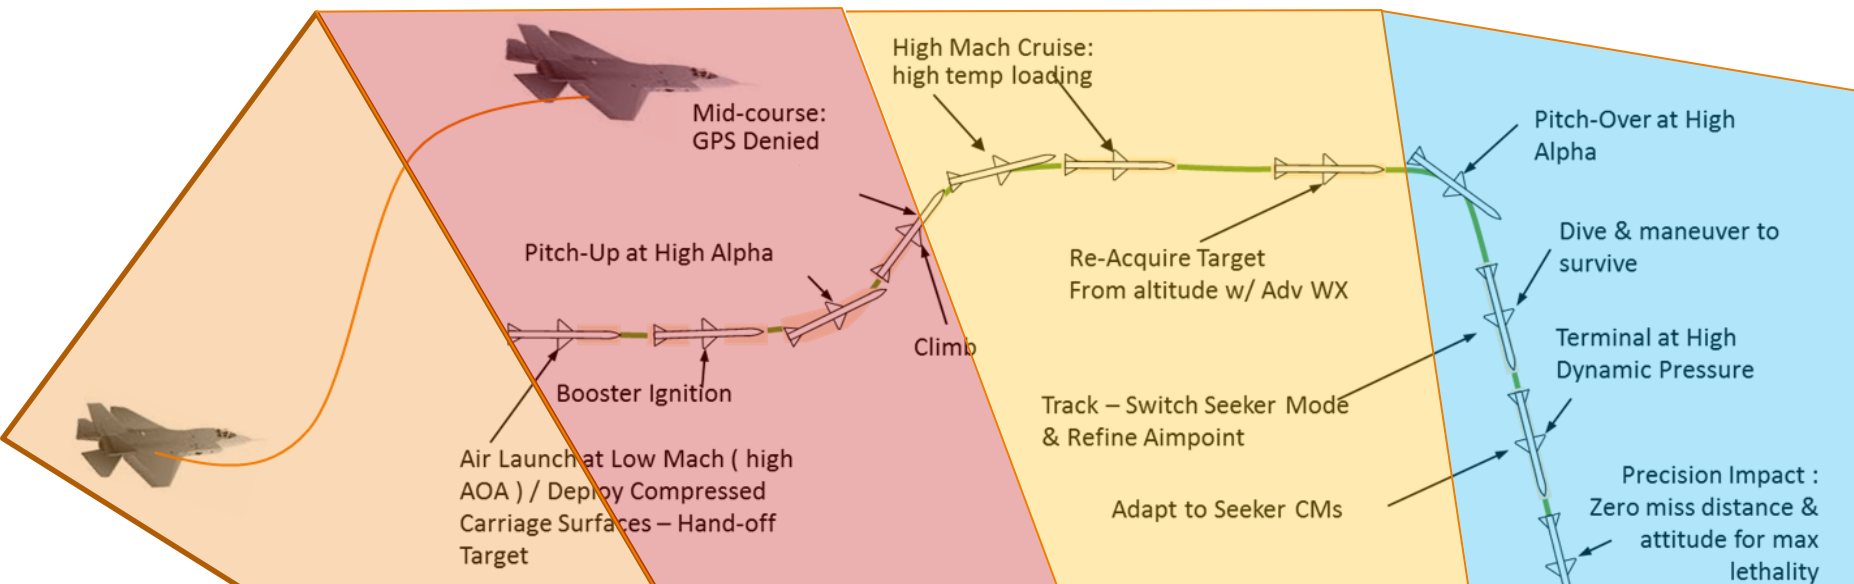 High Mach Cruise:
high temp loading
Mid-course:
GPS Denied
Pitch-Over at High
Alpha
Pitch-Up at High Alpha
Dive & maneuver to
survive
Re-Acquire Target
From altitude w/ Adv WX
Climb
Terminal at High
Dynamic Pressure
Booster Ignition
Track – Switch Seeker Mode
& Refine Aimpoint
Air Launch at Low Mach ( high
AOA ) / Deploy Compressed
Carriage Surfaces – Hand-off
Target
Adapt to Seeker CMs
Precision Impact :
Zero miss distance &
attitude for max
lethality